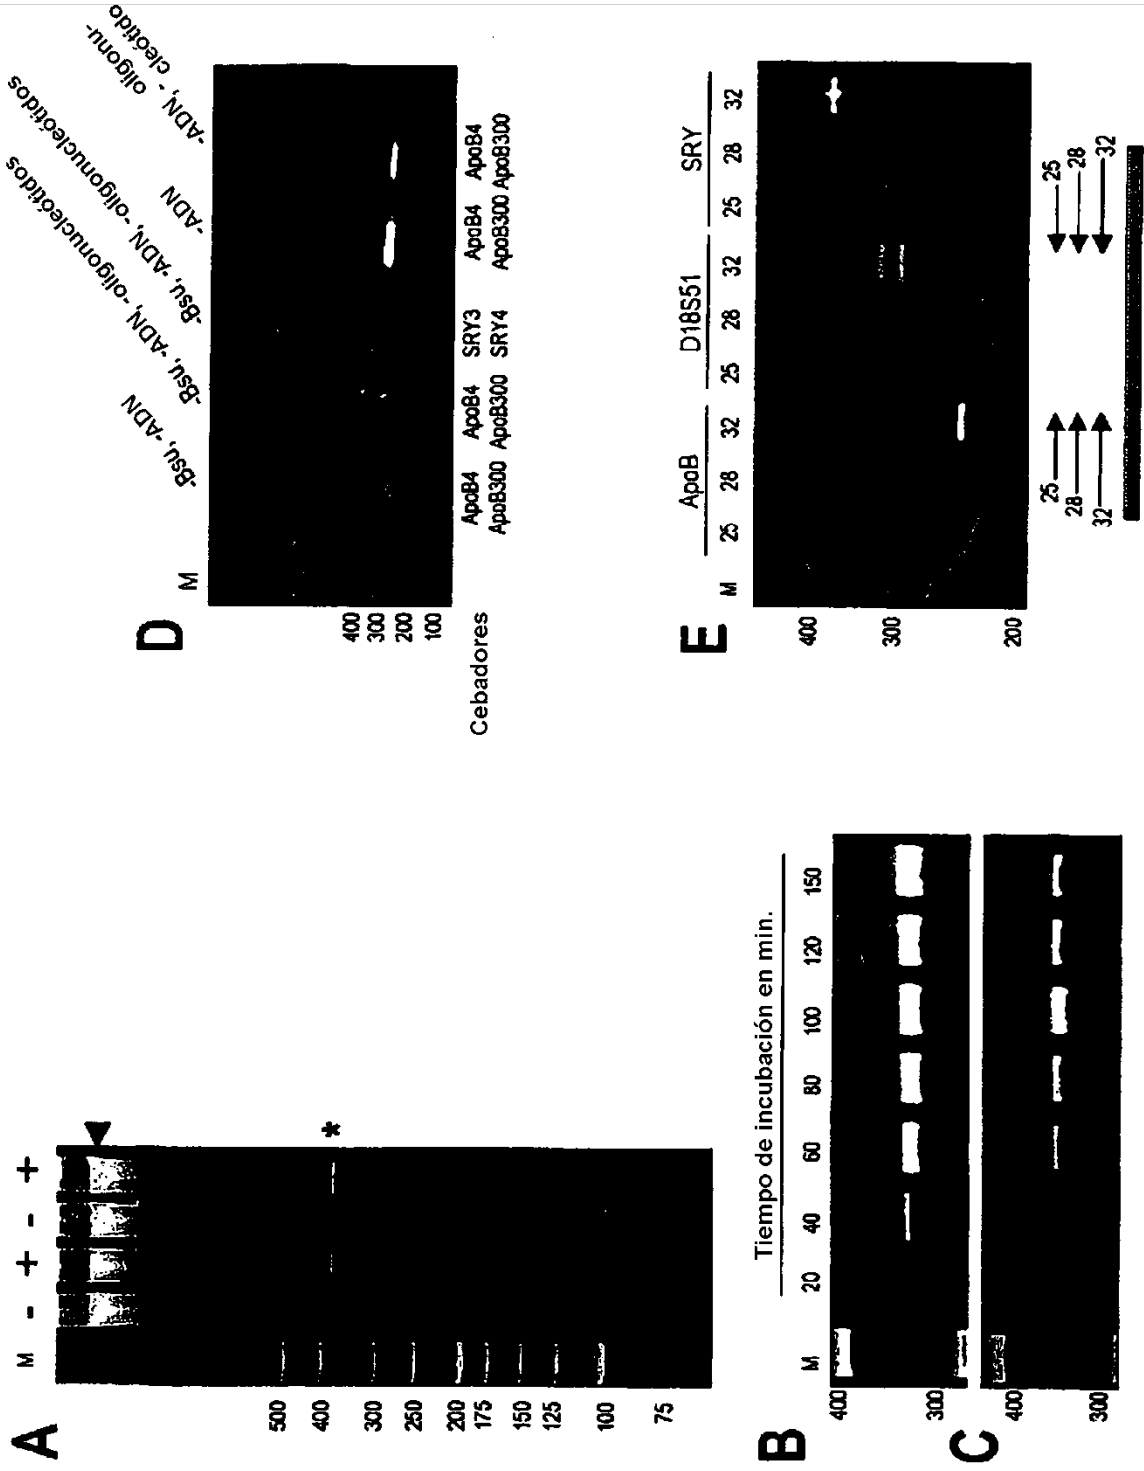 A
M - + - +
*
500
400
300
250
200
175
150
125
100
75
B
Tiempo de incubación en min.
M 20 40 60 80 100 120 150
400
300
C
400
300
D
M
-Bsu, -ADN
-Bsu, -ADN, -oligonucleótidos
-Bsu, -ADN, -oligonucleótidos
-ADN
-ADN, - oligonu-
cleótido
400
300
200
100
Cebadores
ApoB4 ApoB4 SRY3 ApoB4 ApoB4
ApoB300 ApoB300 SRY4 ApoB300 ApoB300
E
ApoB D18S51 SRY
M 25 28 32 25 28 32 25 28 32
400
300
200
25 25
28 28
32 32